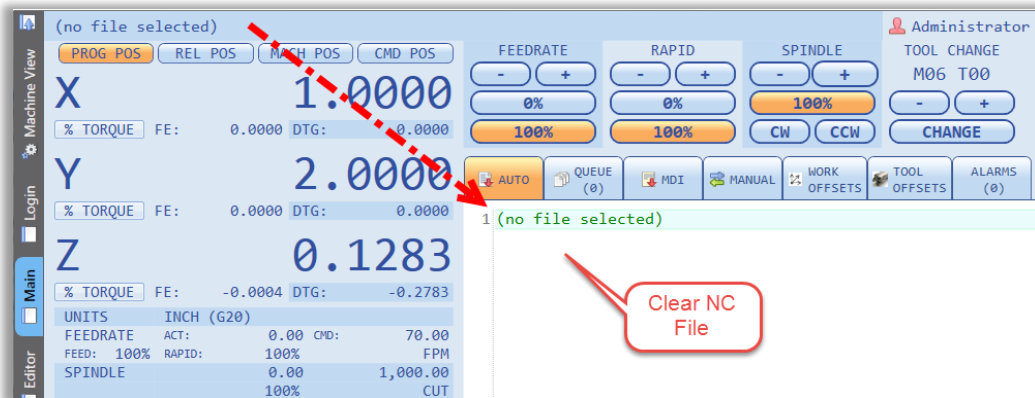 (no file selected)
Administrator
PROG POS REL POS MACH POS CMD POS
X 1.0000
% TORQUE FE: 0.0000 DTG: 0.0000
Y 2.0000
% TORQUE FE: 0.0000 DTG: 0.0000
Z 0.1283
% TORQUE FE: -0.0004 DTG: -0.2783
UNITS INCH (G20)
FEEDRATE ACT: 0.00 CMD: 70.00
FEED: 100% RAPID: 100% FPM
SPINDLE 0.00 1,000.00
100% CUT
FEEDRATE RAPID SPINDLE TOOL CHANGE
- + - + - + M06 T00
0% 0% 100% - +
100% 100% CW CCW CHANGE
AUTO QUEUE (0) MDI MANUAL WORK OFFSETS TOOL OFFSETS ALARMS (0)
1 (no file selected)
Clear NC
File
Machine View
Login
Main
Editor